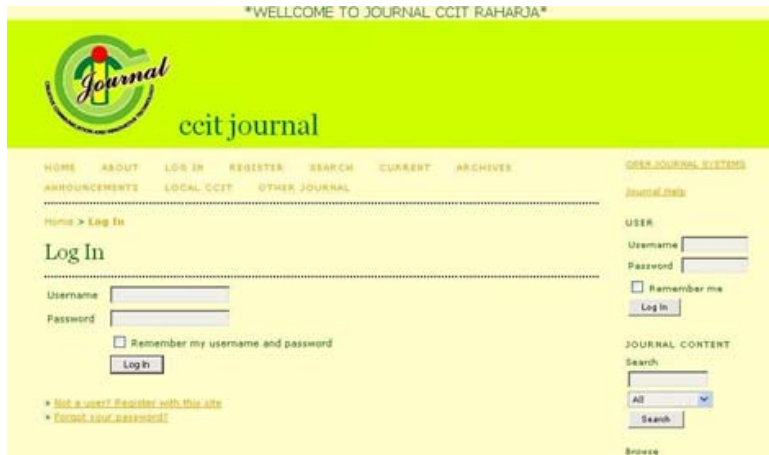 *WELLCOME TO JOURNAL CCIT RAHARJA*
Journal
ccit journal
HOME ABOUT LOG IN REGISTER SEARCH CURRENT ARCHIVES
ANNOUNCEMENTS LOCAL CCIT OTHER JOURNAL
Home > Log In
Log In
Username
Password
Remember my username and password
Log In
» Not a user? Register with this site
» Forgot your password?
OPEN JOURNAL SYSTEMS
Journal Help
USER
Username
Password
Remember me
Log In
JOURNAL CONTENT
Search
All
Search
Browse